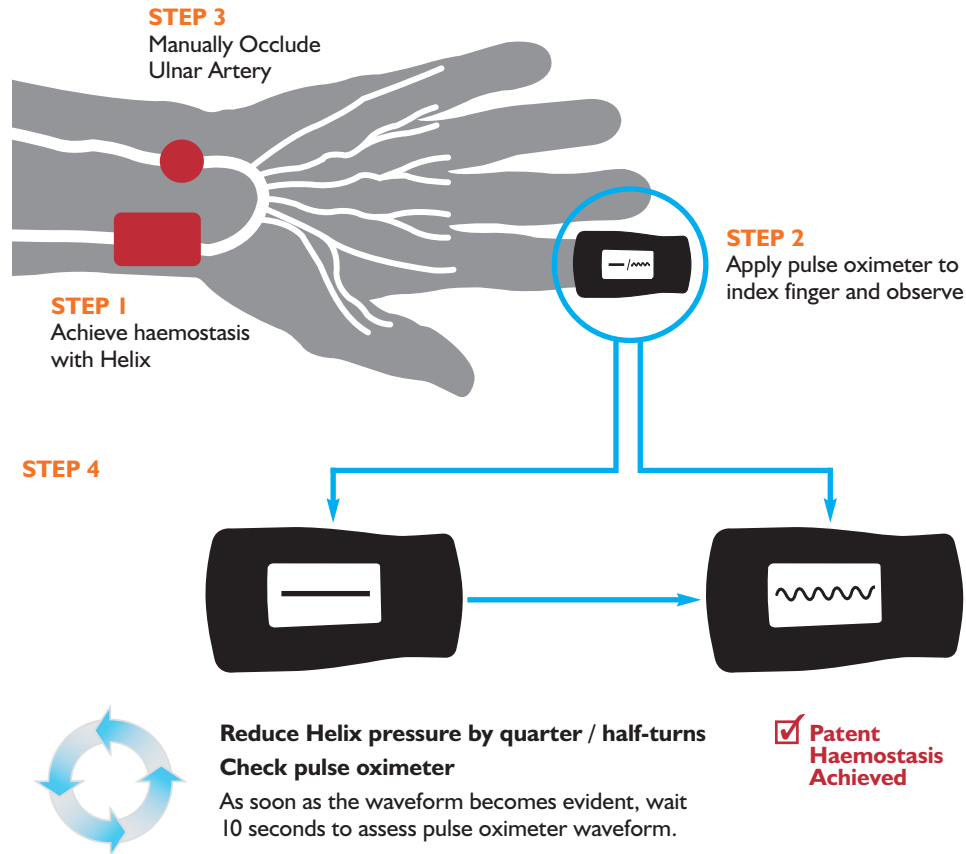 STEP 3
Manually Occlude
Ulnar Artery
STEP 2
Apply pulse oximeter to
index finger and observe
STEP 1
Achieve haemostasis
with Helix
STEP 4
Reduce Helix pressure by quarter / half-turns
Check pulse oximeter
As soon as the waveform becomes evident, wait
10 seconds to assess pulse oximeter waveform.
Patent
Haemostasis
Achieved